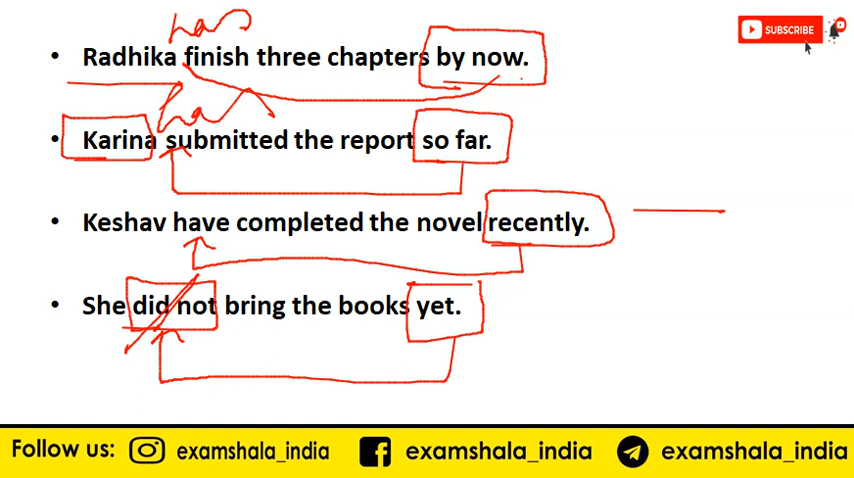 has
• Radhika finish three chapters by now.
ha
• Karina submitted the report so far.
• Keshav have completed the novel recently.
• She did not bring the books yet.
SUBSCRIBE
Follow us: examshala_india examshala_india examshala_india